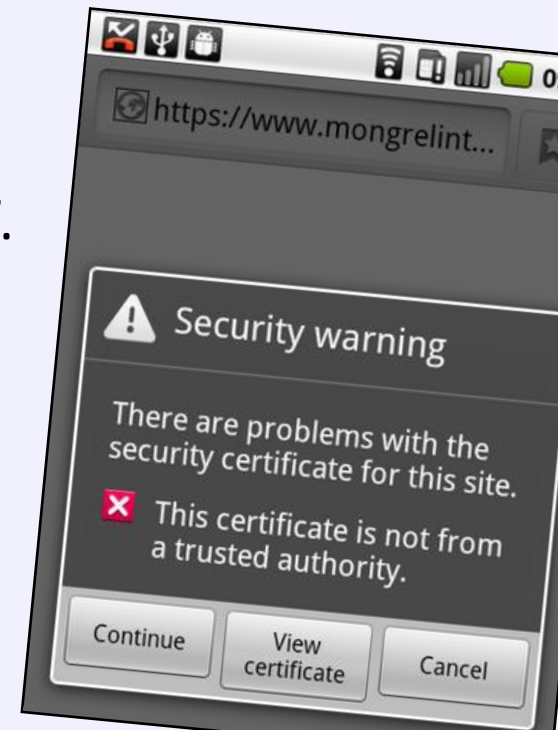 https://www.mongrelint...
Security warning
There are problems with the
security certificate for this site.
This certificate is not from
a trusted authority.
Continue
View
certificate
Cancel